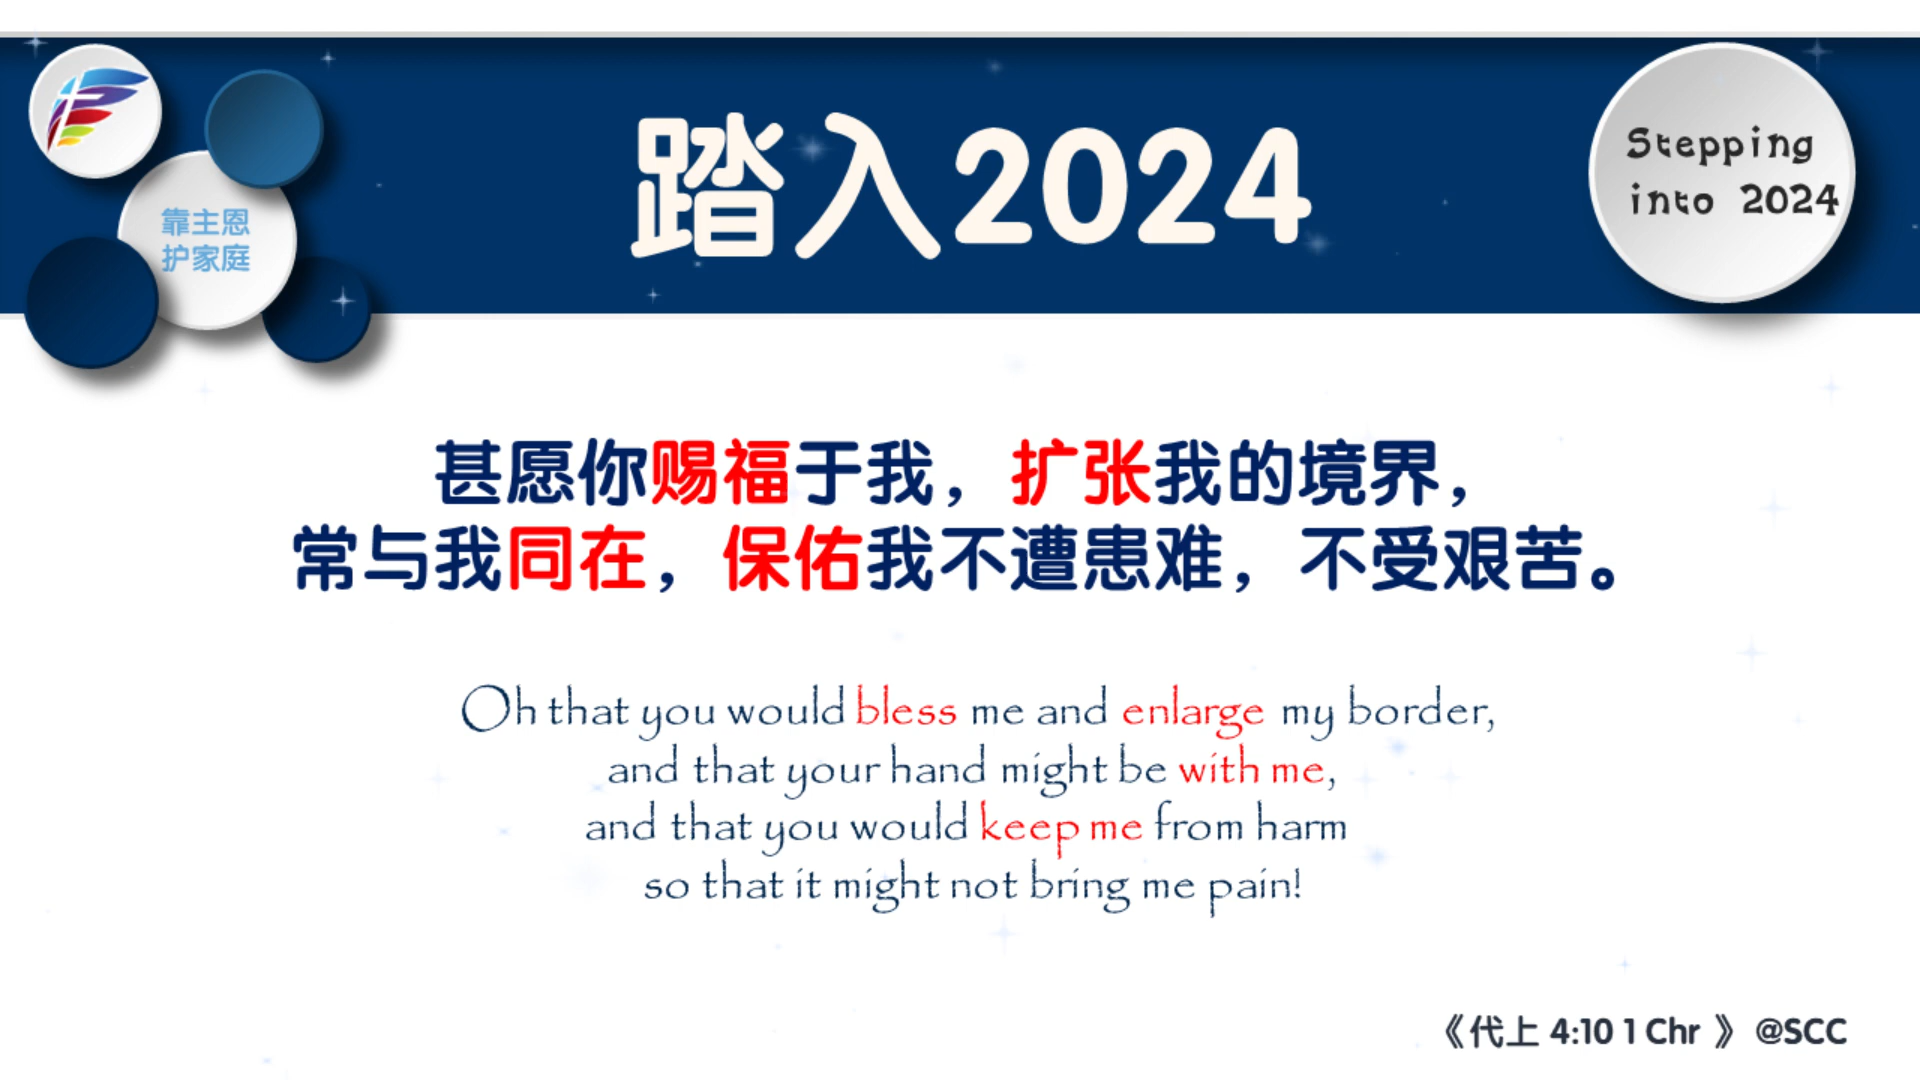 靠主恩
护家庭
踏入2024
Stepping
into 2024
甚愿你赐福于我，扩张我的境界，
常与我同在，保佑我不遭患难，不受艰苦。
Oh that you would bless me and enlarge my border,
and that your hand might be with me,
and that you would keep me from harm
so that it might not bring me pain!
《代上 4:10 1 Chr 》 @SCC